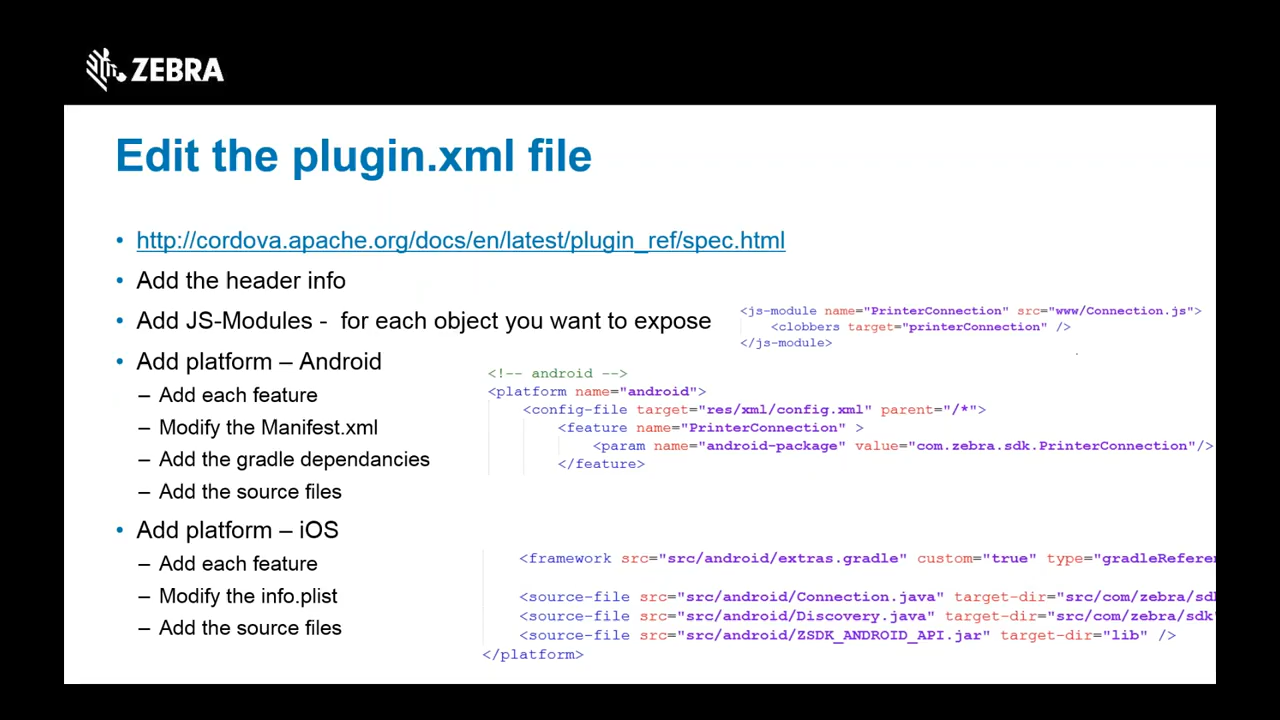 ZEBRA
Edit the plugin.xml file
• http://cordova.apache.org/docs/en/latest/plugin_ref/spec.html
• Add the header info
• Add JS-Modules -  for each object you want to expose
<js-module name="PrinterConnection" src="www/Connection.js">
<clobbers target="printerConnection" />
</js-module>
• Add platform – Android
– Add each feature
– Modify the Manifest.xml
– Add the gradle dependancies
– Add the source files
<!-- android -->
<platform name="android">
<config-file target="res/xml/config.xml" parent="/*">
<feature name="PrinterConnection" >
<param name="android-package" value="com.zebra.sdk.PrinterConnection"/>
</feature>
• Add platform – iOS
– Add each feature
– Modify the info.plist
– Add the source files
<framework src="src/android/extras.gradle" custom="true" type="gradleRefere
<source-file src="src/android/Connection.java" target-dir="src/com/zebra/sd
<source-file src="src/android/Discovery.java" target-dir="src/com/zebra/sdk
<source-file src="src/android/ZSDK_ANDROID_API.jar" target-dir="lib" />
</platform>